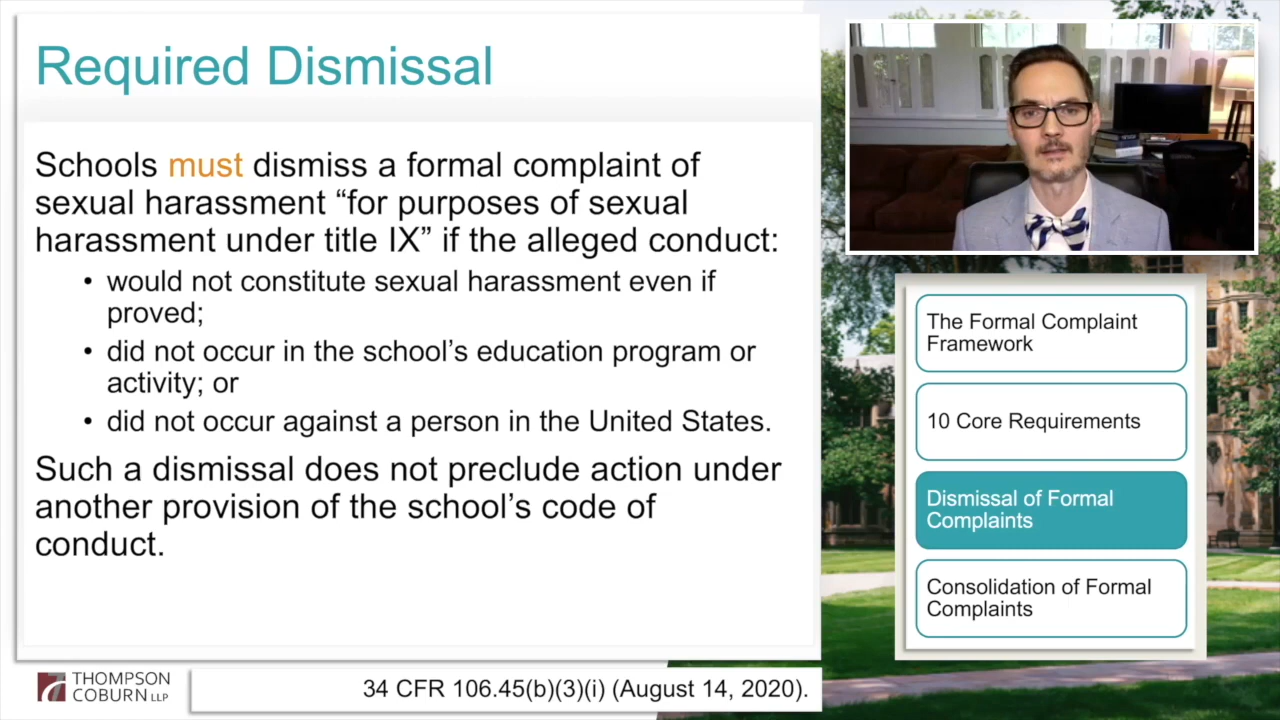 Required Dismissal
Schools must dismiss a formal complaint of
sexual harassment “for purposes of sexual
harassment under title IX” if the alleged conduct:
• would not constitute sexual harassment even if
proved;
• did not occur in the school’s education program or
activity; or
• did not occur against a person in the United States.
Such a dismissal does not preclude action under
another provision of the school’s code of
conduct.
The Formal Complaint
Framework
10 Core Requirements
Dismissal of Formal
Complaints
Consolidation of Formal
Complaints
THOMPSON
COBURN LLP
34 CFR 106.45(b)(3)(i) (August 14, 2020).